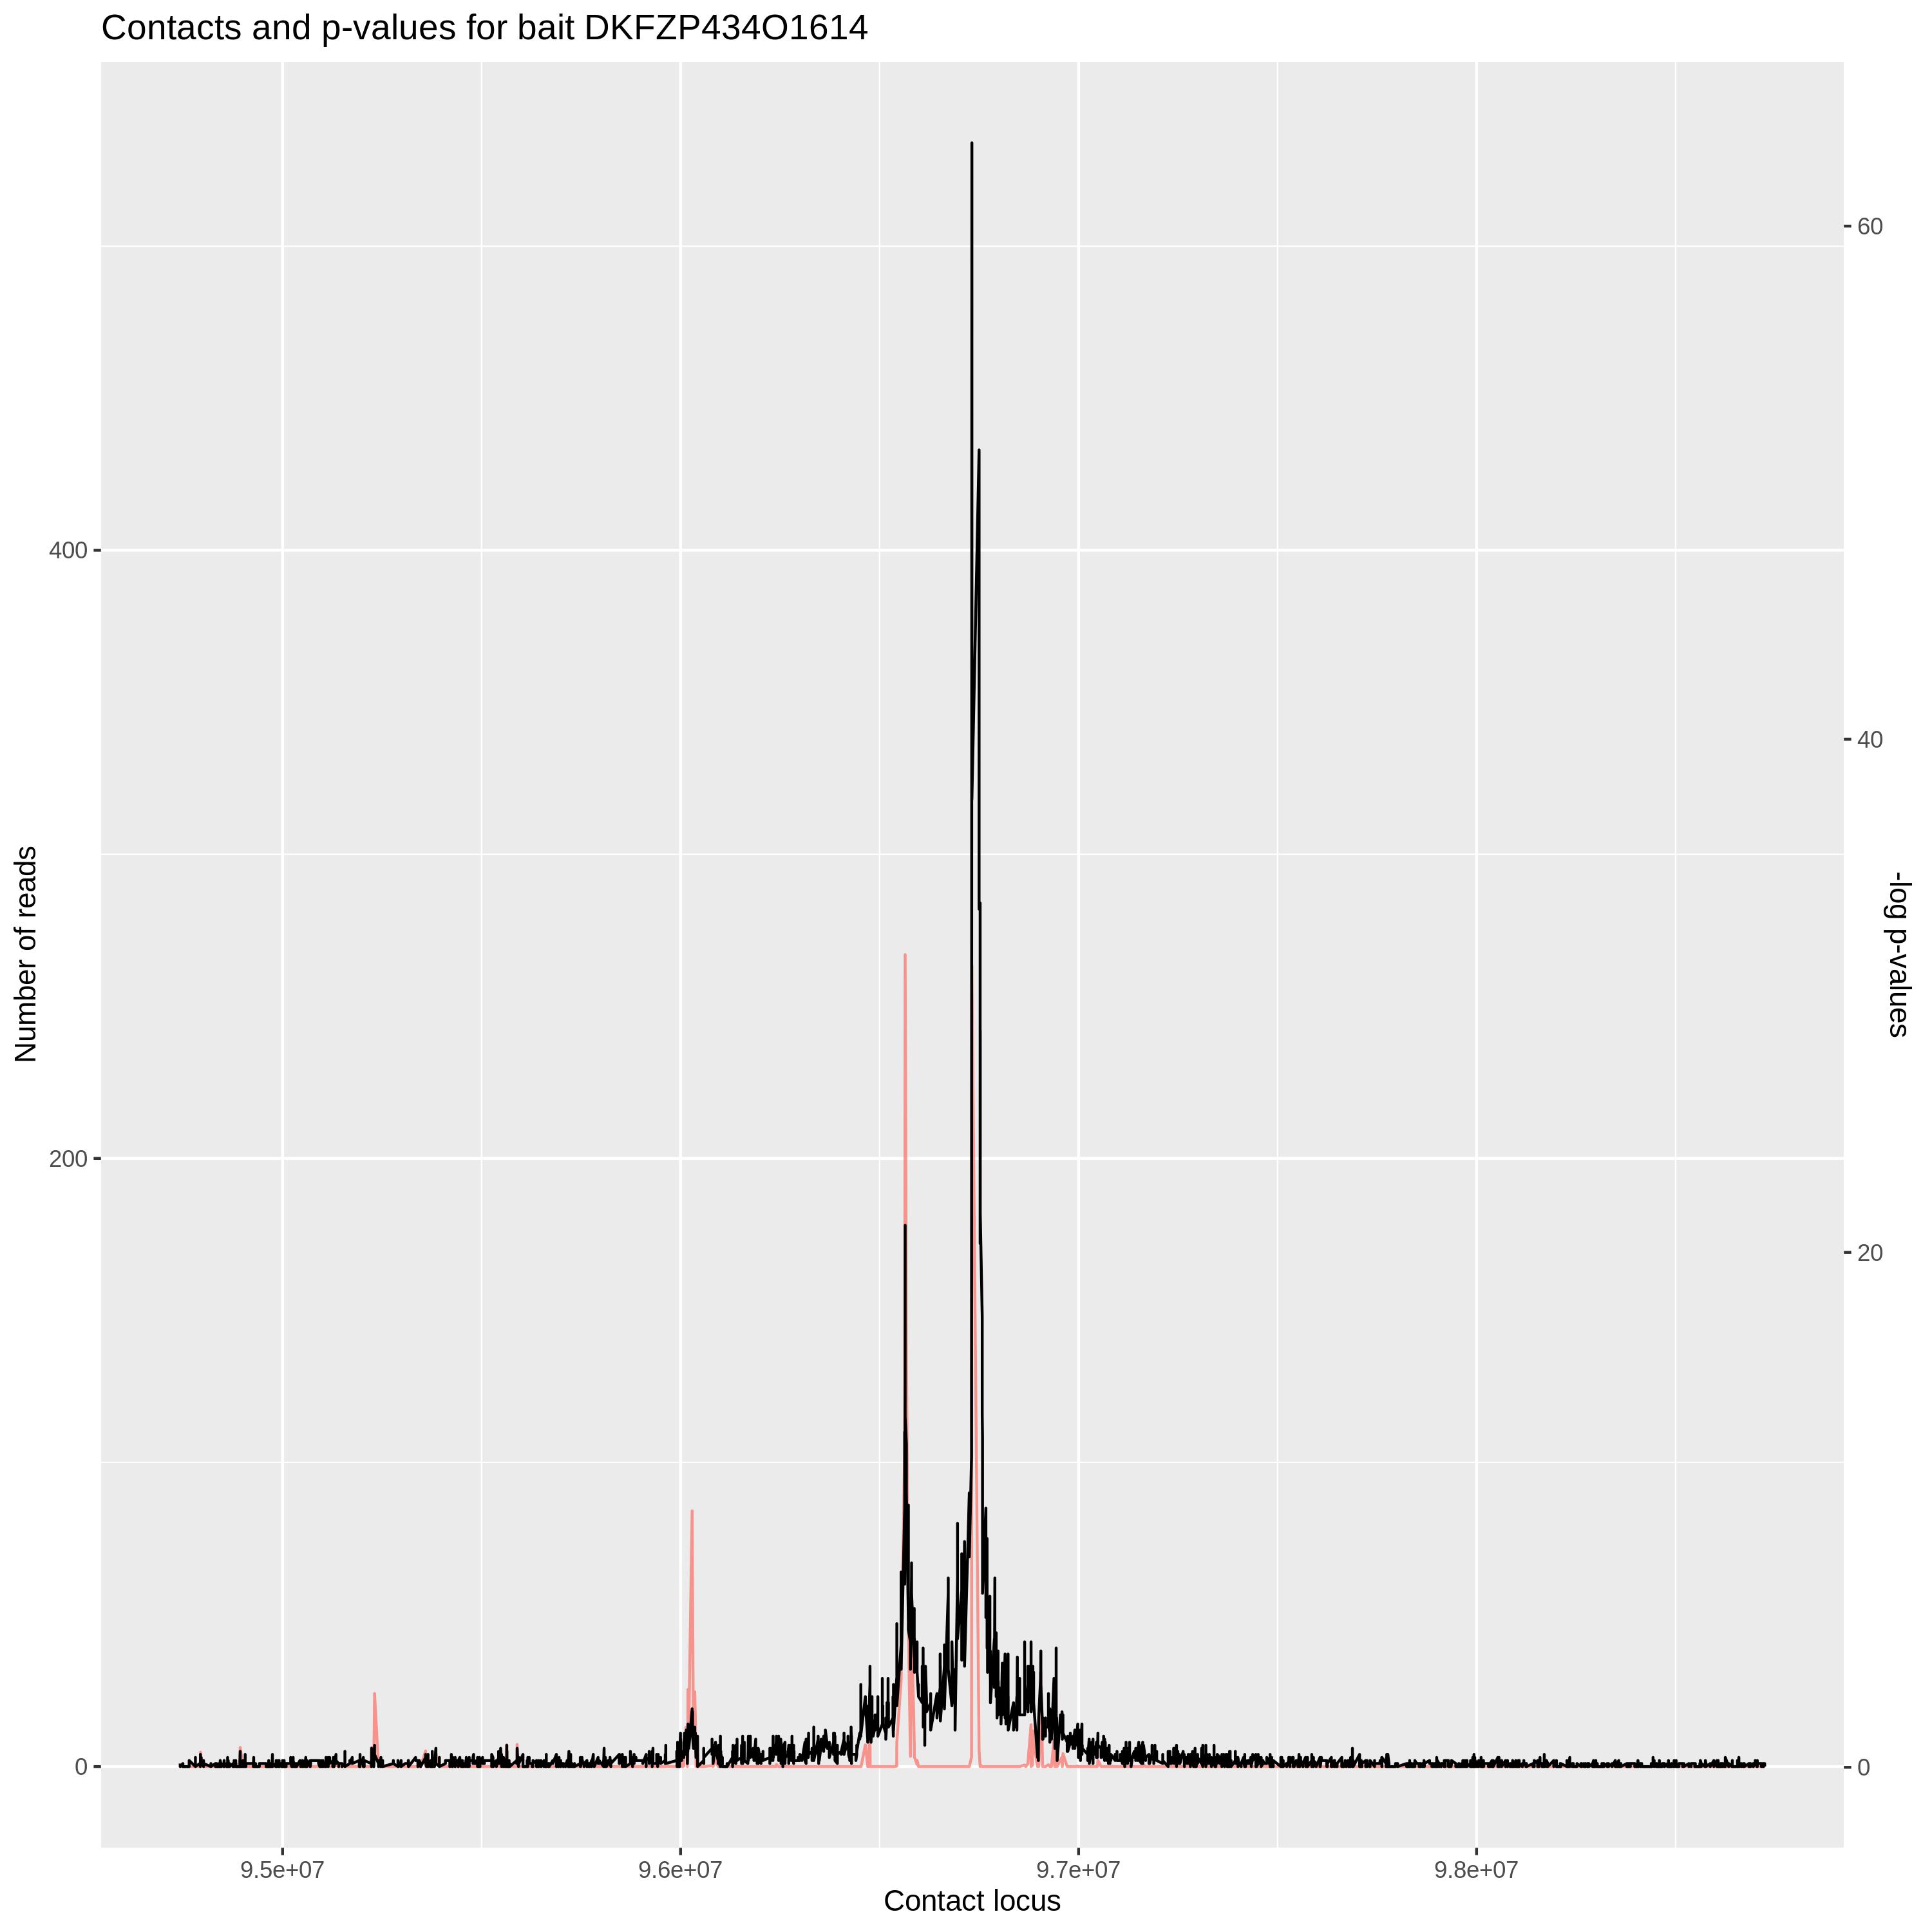 Contacts and p-values for bait DKFZP434O1614
Number of reads
400
200
0
60
40
20
0
-log p-values
9.5e+07
9.6e+07
9.7e+07
9.8e+07
Contact locus